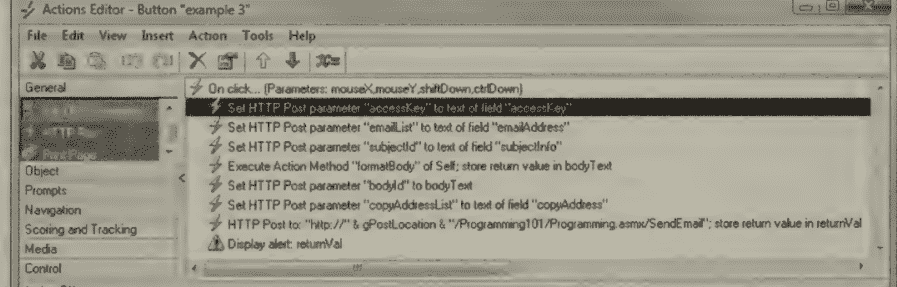 Actions Editor - Button "example 3"
File Edit View Insert Action Tools Help
General
On click... (Parameters: mouseX,mouseY,shiftDown,ctrlDown)
Set HTTP Post parameter "accessKey" to text of field "accessKey"
Set HTTP Post parameter "emailList" to text of field "emailAddress"
Set HTTP Post parameter "subjectId" to text of field "subjectInfo"
Execute Action Method "formatBody" of Self; store return value in bodyText
Set HTTP Post parameter "bodyId" to bodyText
Set HTTP Post parameter "copyAddressList" to text of field "copyAddress"
HTTP Post to: "http://" & gPostLocation & "/Programming101/Programming.asmx/SendEmail"; store return value in returnVal
Display alert: returnVal
Object
Prompts
Navigation
Scoring and Tracking
Media
Control